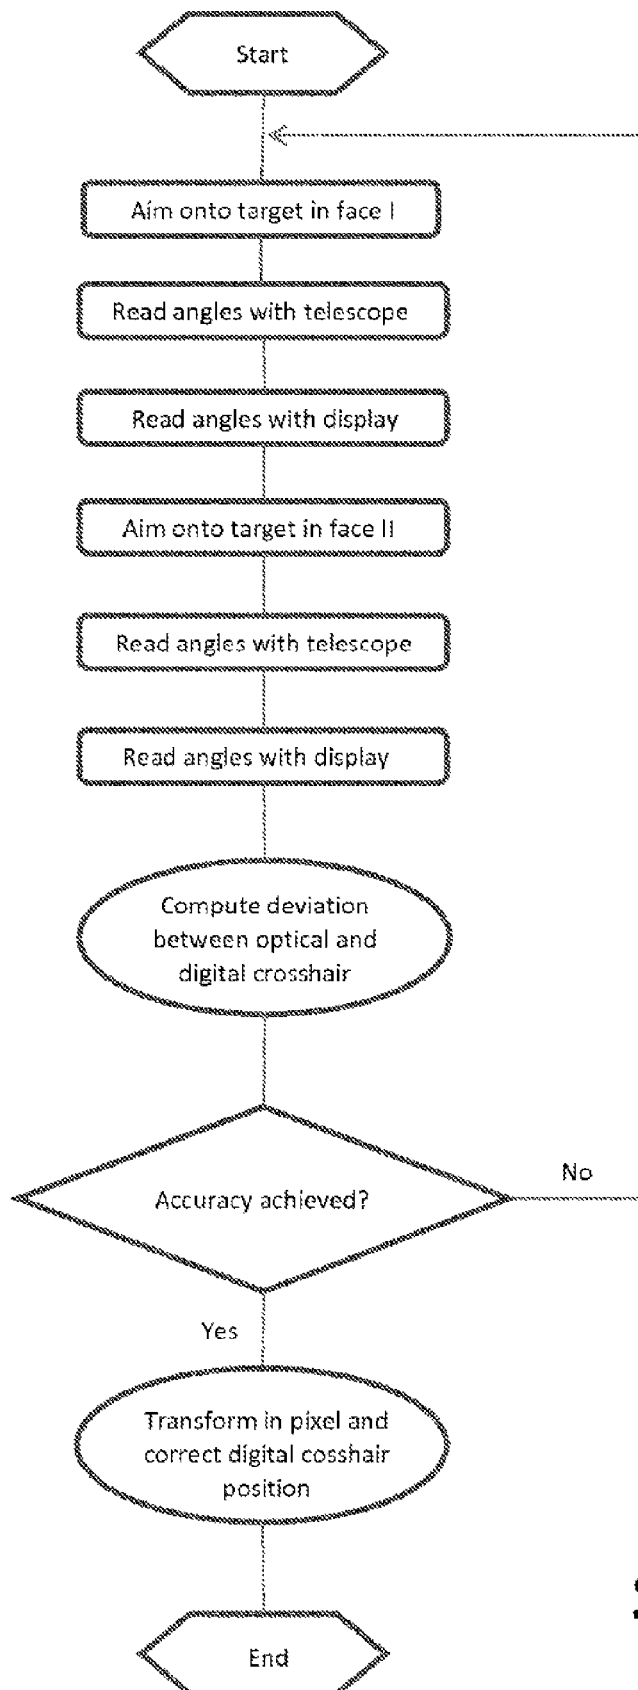 Start
Aim onto target in face I
Read angles with telescope
Read angles with display
Aim onto target in face II
Read angles with telescope
Read angles with display
Compute deviation
between optical and
digital crosshair
Accuracy achieved?
No
Yes
Transform in pixel and
correct digital cosshair
position
End